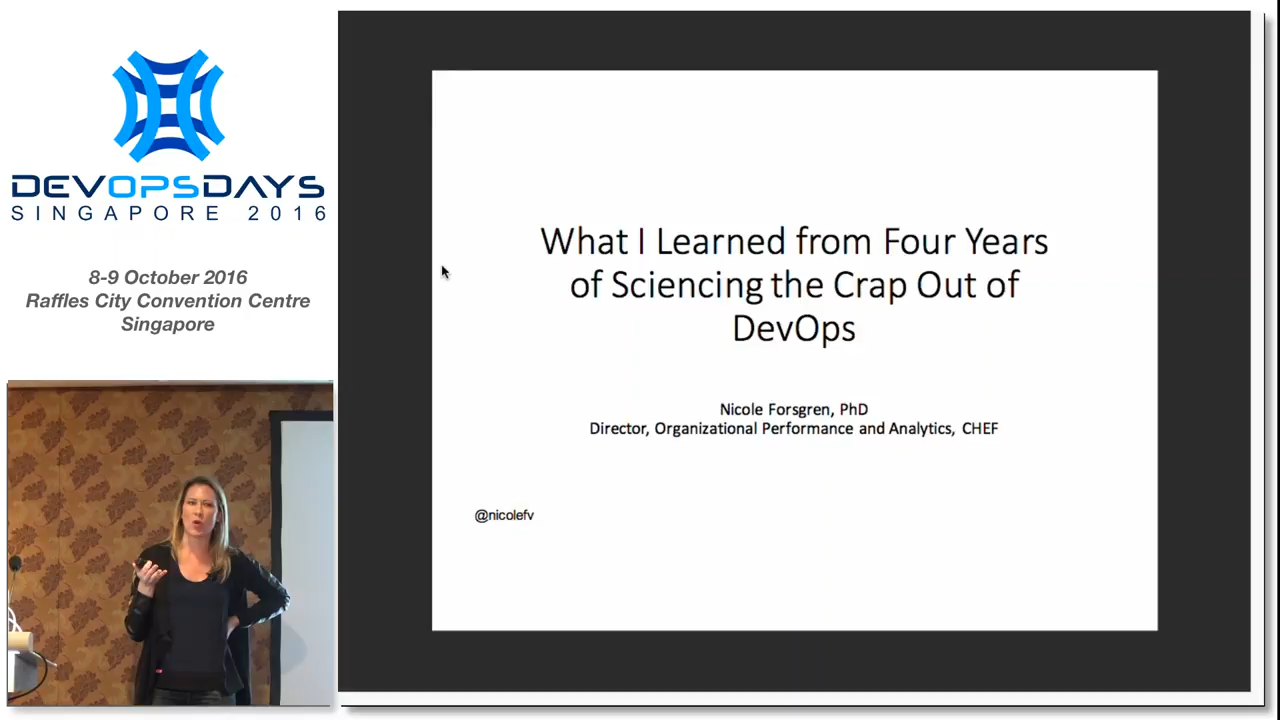 DEVOPSDAYS
SINGAPORE 2016
8-9 October 2016
Raffles City Convention Centre
Singapore
What I Learned from Four Years
of Sciencing the Crap Out of
DevOps
Nicole Forsgren, PhD
Director, Organizational Performance and Analytics, CHEF
@nicolefv